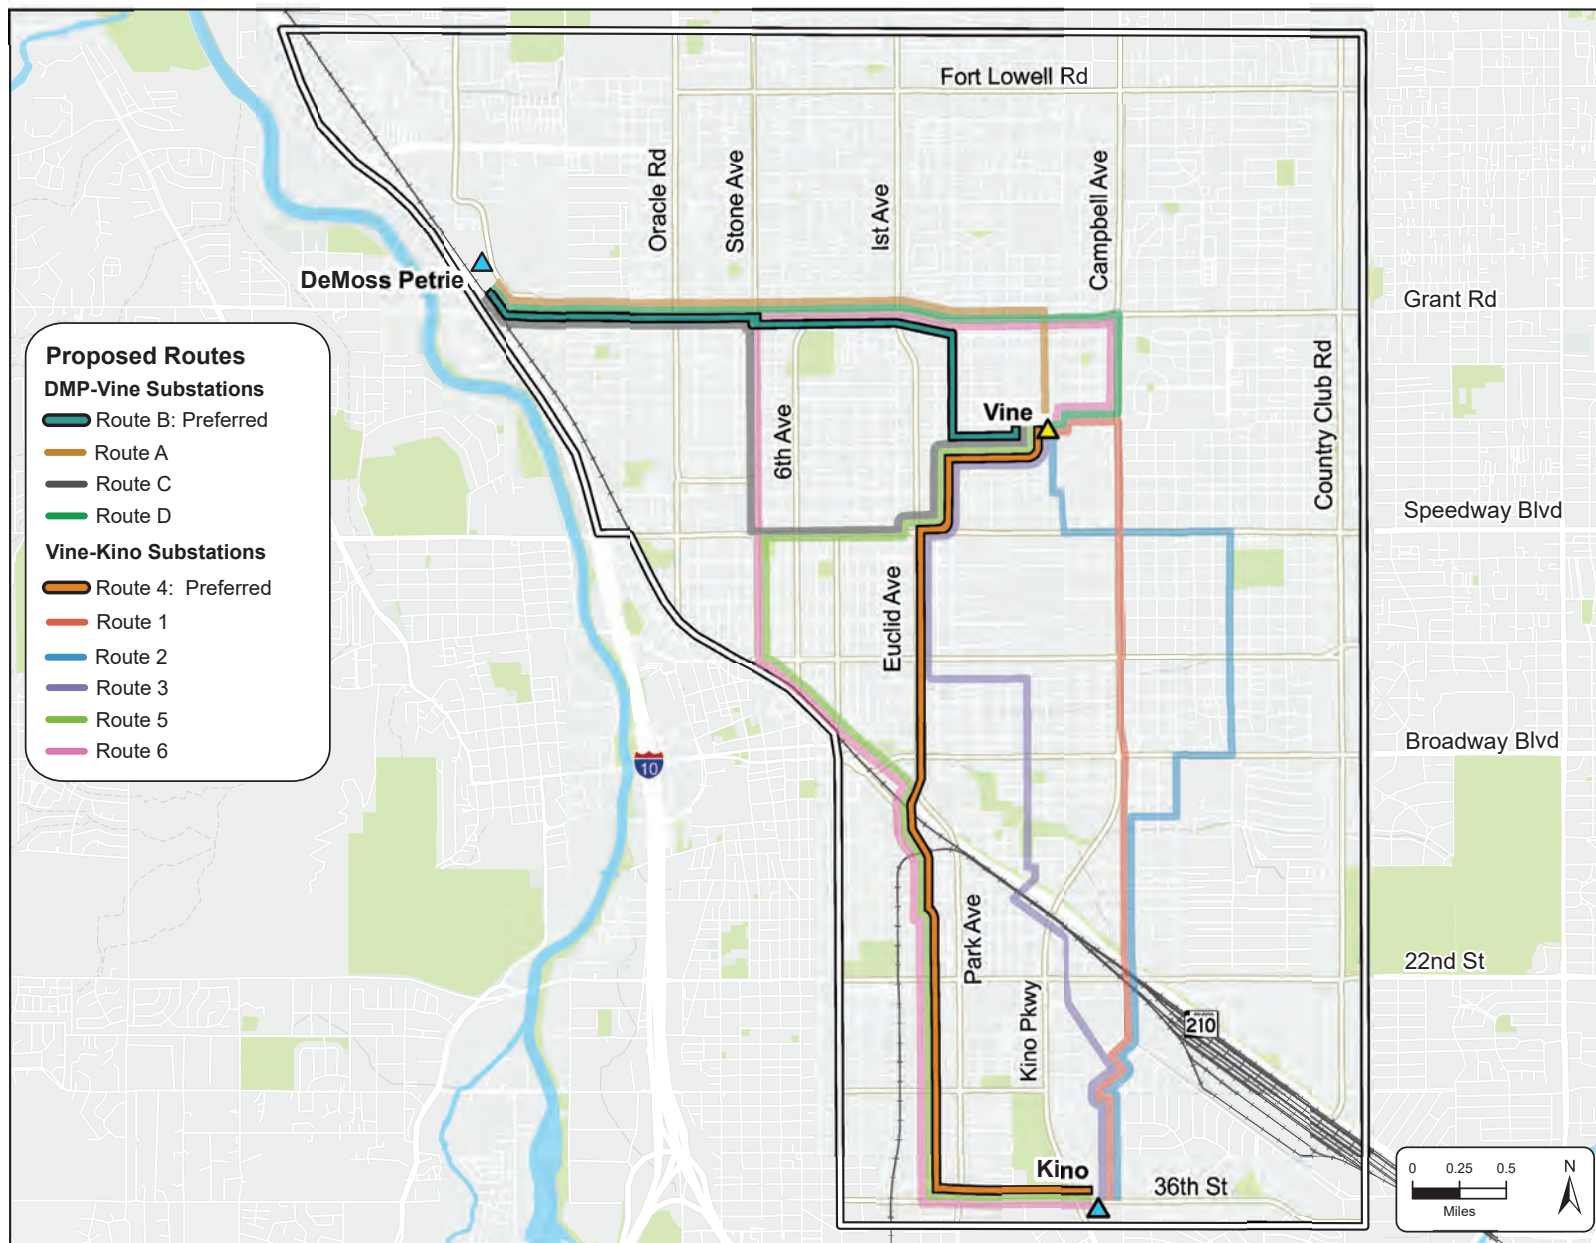 Fort Lowell Rd
Oracle Rd
Stone Ave
Ist Ave
Campbell Ave
DeMoss Petrie
Grant Rd
Proposed Routes
DMP-Vine Substations
Route B: Preferred
Route A
Route C
Route D
Vine-Kino Substations
Route 4: Preferred
Route 1
Route 2
Route 3
Route 5
Route 6
Country Club Rd
Vine
6th Ave
Speedway Blvd
Euclid Ave
Broadway Blvd
10
Park Ave
22nd St
Kino Pkwy
210
Kino
36th St
0 0.25 0.5
Miles
N